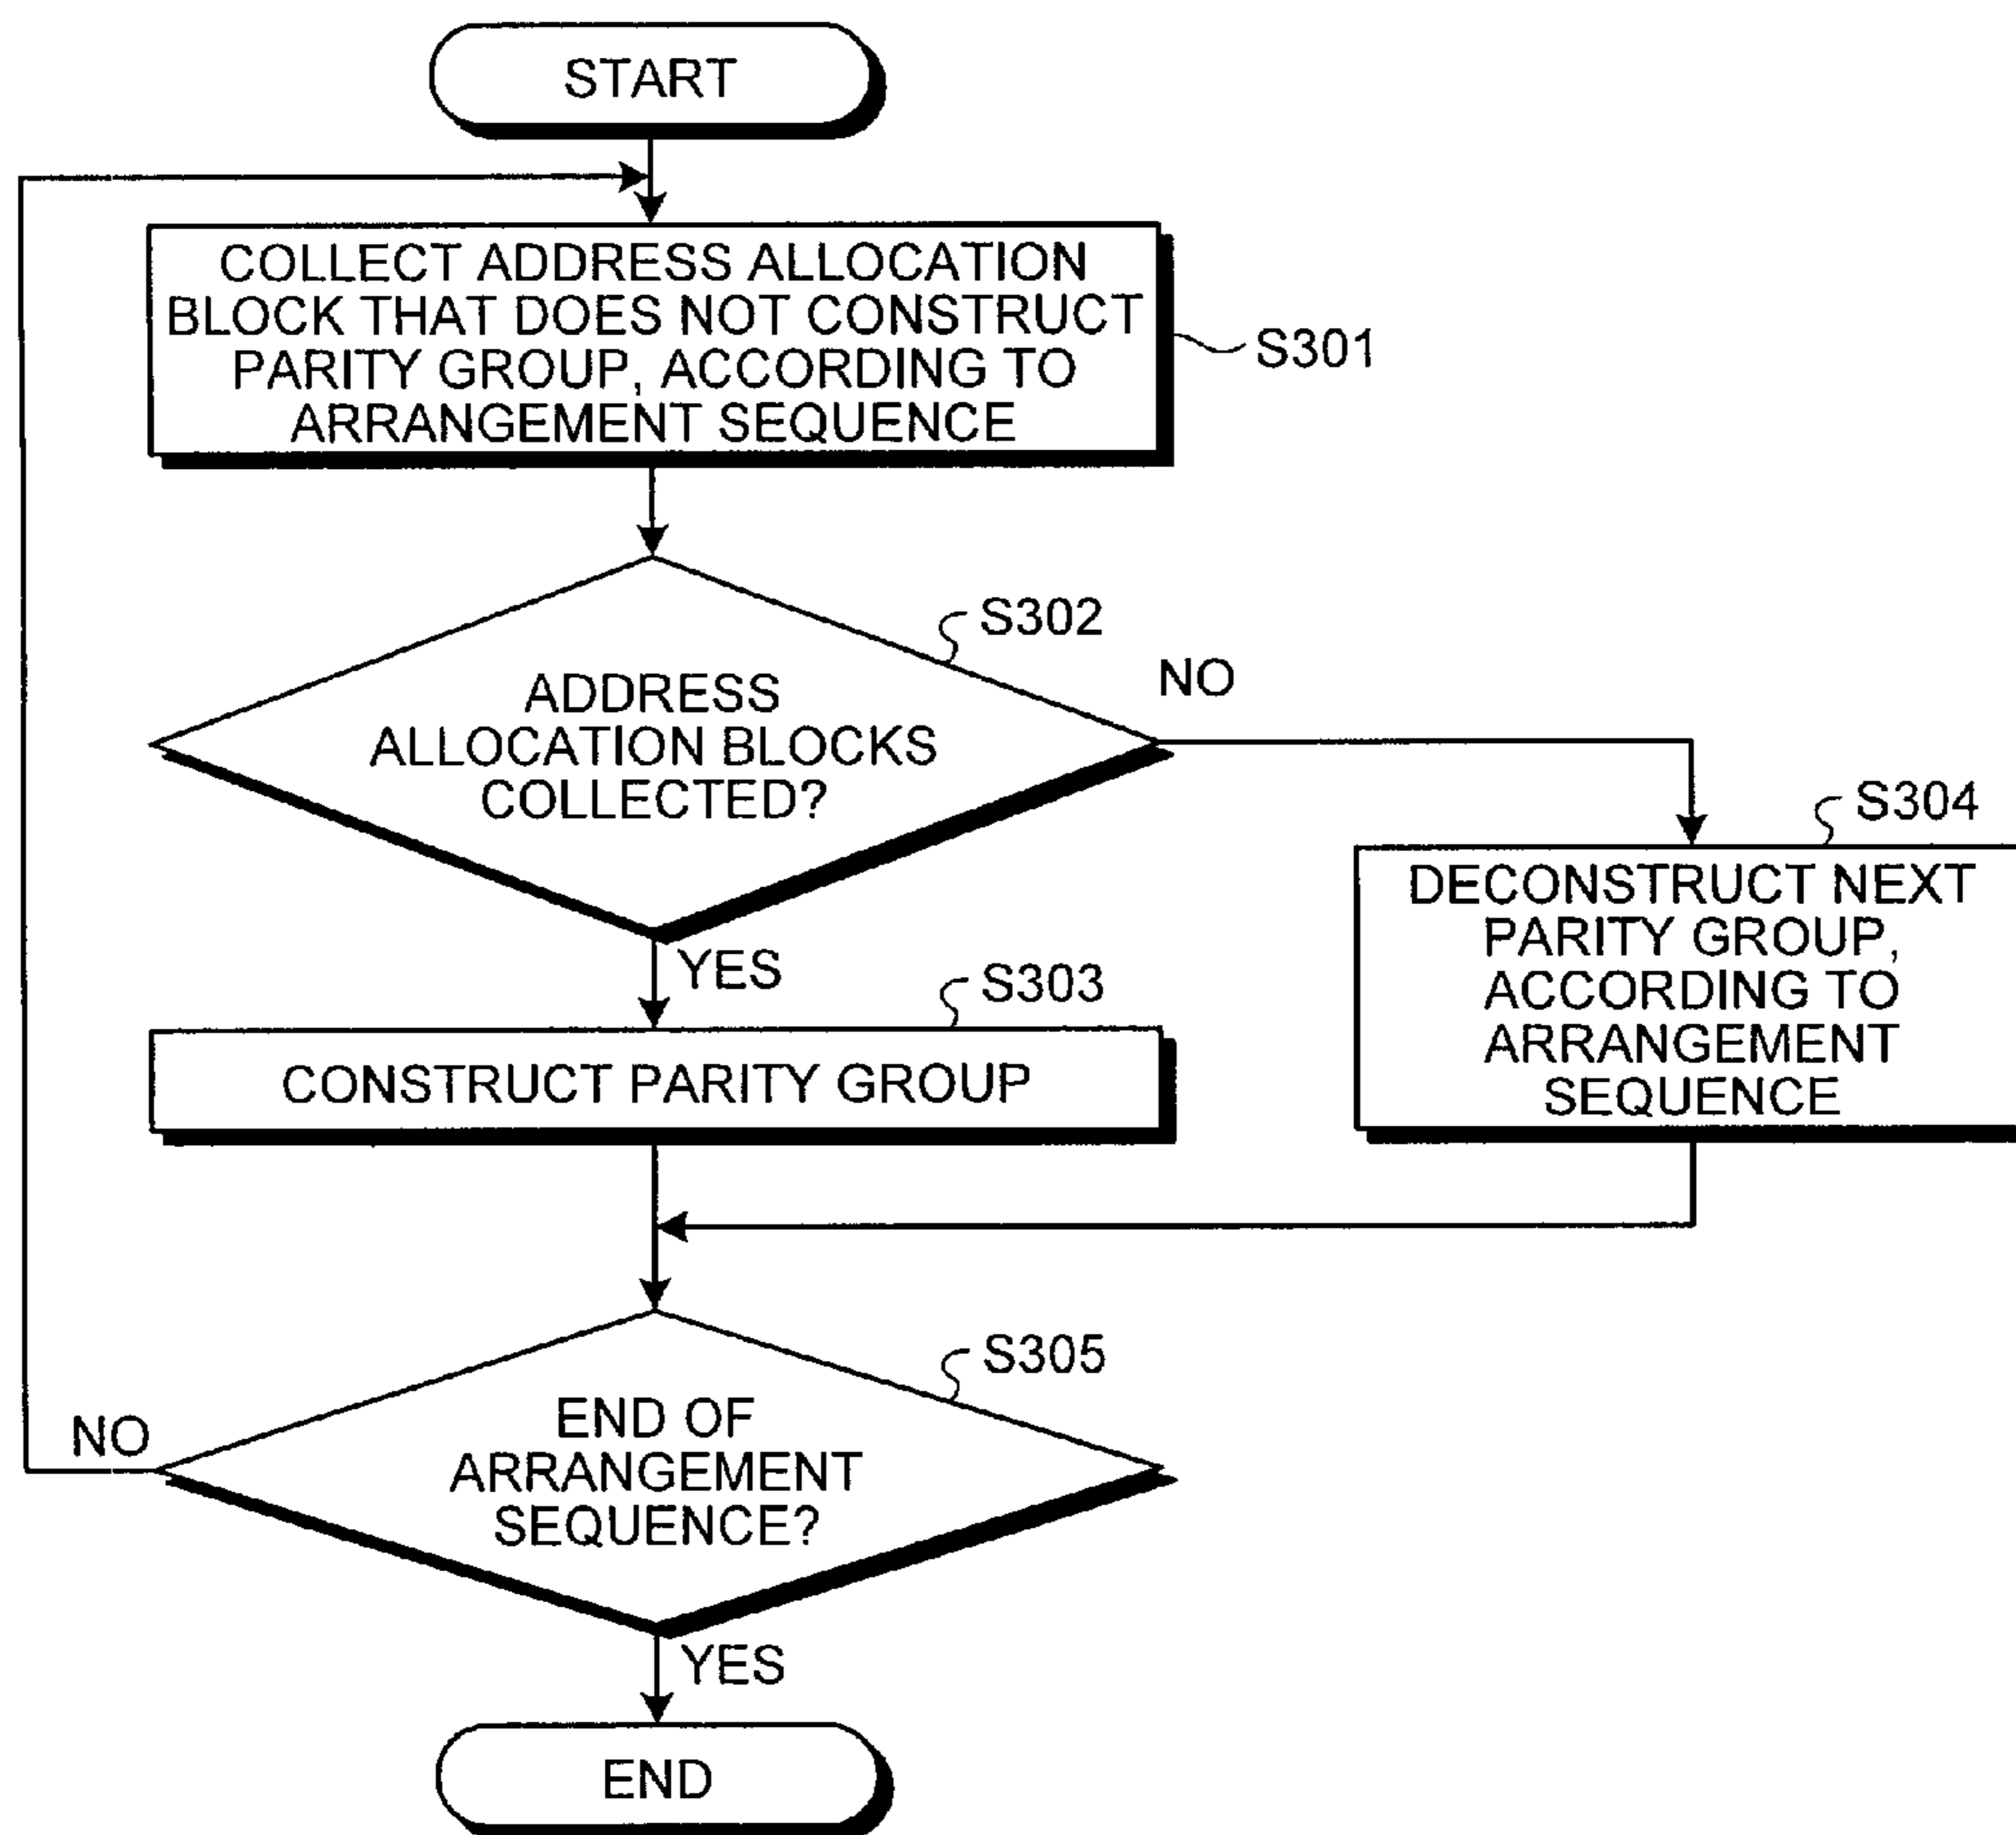 START
COLLECT ADDRESS ALLOCATION
BLOCK THAT DOES NOT CONSTRUCT
PARITY GROUP, ACCORDING TO
ARRANGEMENT SEQUENCE
S301
S302
ADDRESS
ALLOCATION BLOCKS
COLLECTED?
NO
YES
S303
CONSTRUCT PARITY GROUP
S304
DECONSTRUCT NEXT
PARITY GROUP,
ACCORDING TO
ARRANGEMENT
SEQUENCE
S305
END OF
ARRANGEMENT
SEQUENCE?
NO
YES
END